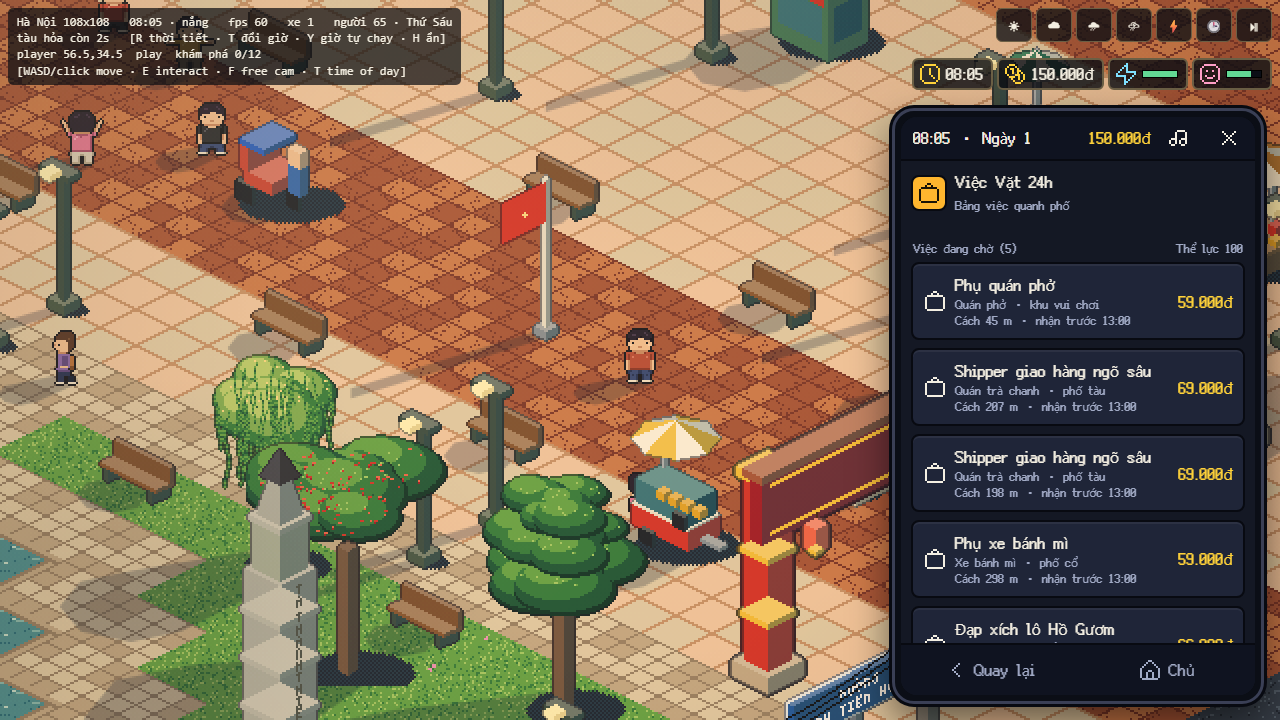 Hà Nội 108x108 08:05 · nắng fps 60 xe 1 người 65 · Thứ Sáu
tàu hỏa còn 2s [R thời tiết · T đổi giờ · Y giờ tự chạy · H ẩn]
player 56.5,34.5 play khám phá 0/12
[WASD/click move · E interact · F free cam · T time of day]
08:05
150.000đ
08:05 · Ngày 1 150.000đ
Việc Vặt 24h
Bảng việc quanh phố
Việc đang chờ (5) Thể lực 100
Phụ quán phở
Quán phở · khu vui chơi
59.000đ
Cách 45 m · nhận trước 13:00
Shipper giao hàng ngõ sâu
Quán trà chanh · phố tàu
69.000đ
Cách 207 m · nhận trước 13:00
Shipper giao hàng ngõ sâu
Quán trà chanh · phố tàu
69.000đ
Cách 198 m · nhận trước 13:00
Phụ xe bánh mì
Xe bánh mì · phố cổ
59.000đ
Cách 298 m · nhận trước 13:00
Đạp xích lô Hồ Gươm
Quay lại Chủ